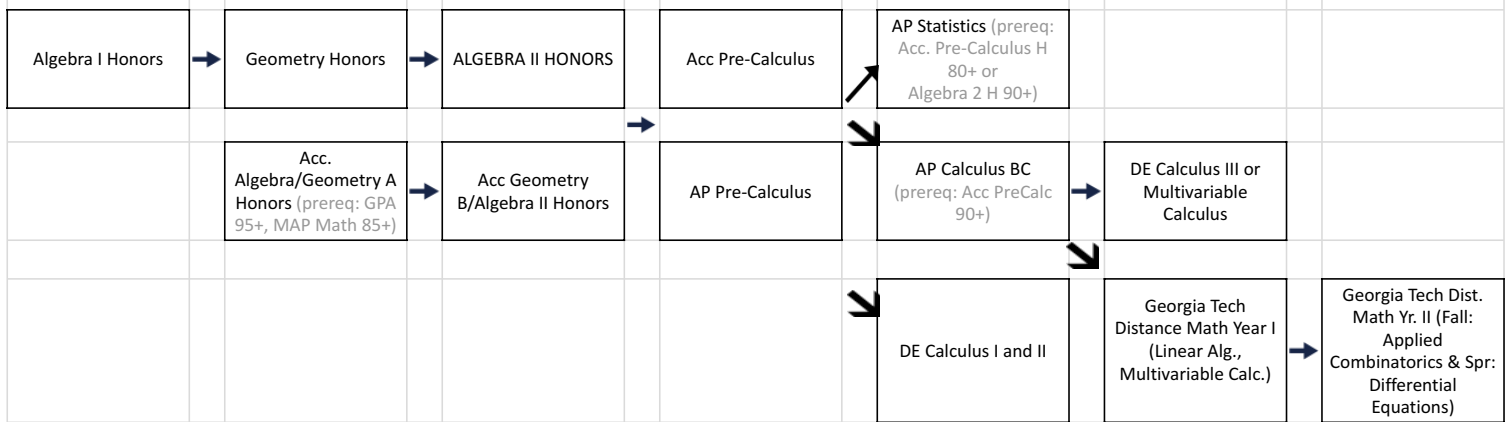 Algebra I Honors
Geometry Honors
ALGEBRA II HONORS
Acc Pre-Calculus
AP Statistics (prereq:
Acc. Pre-Calculus H
80+ or
Algebra 2 H 90+)
Acc.
Algebra/Geometry A
Honors (prereq: GPA
95+, MAP Math 85+)
Acc Geometry
B/Algebra II Honors
AP Pre-Calculus
AP Calculus BC
(prereq: Acc PreCalc
90+)
DE Calculus III or
Multivariable
Calculus
DE Calculus I and II
Georgia Tech
Distance Math Year I
(Linear Alg.,
Multivariable Calc.)
Georgia Tech Dist.
Math Yr. II (Fall:
Applied
Combinatorics & Spr:
Differential
Equations)